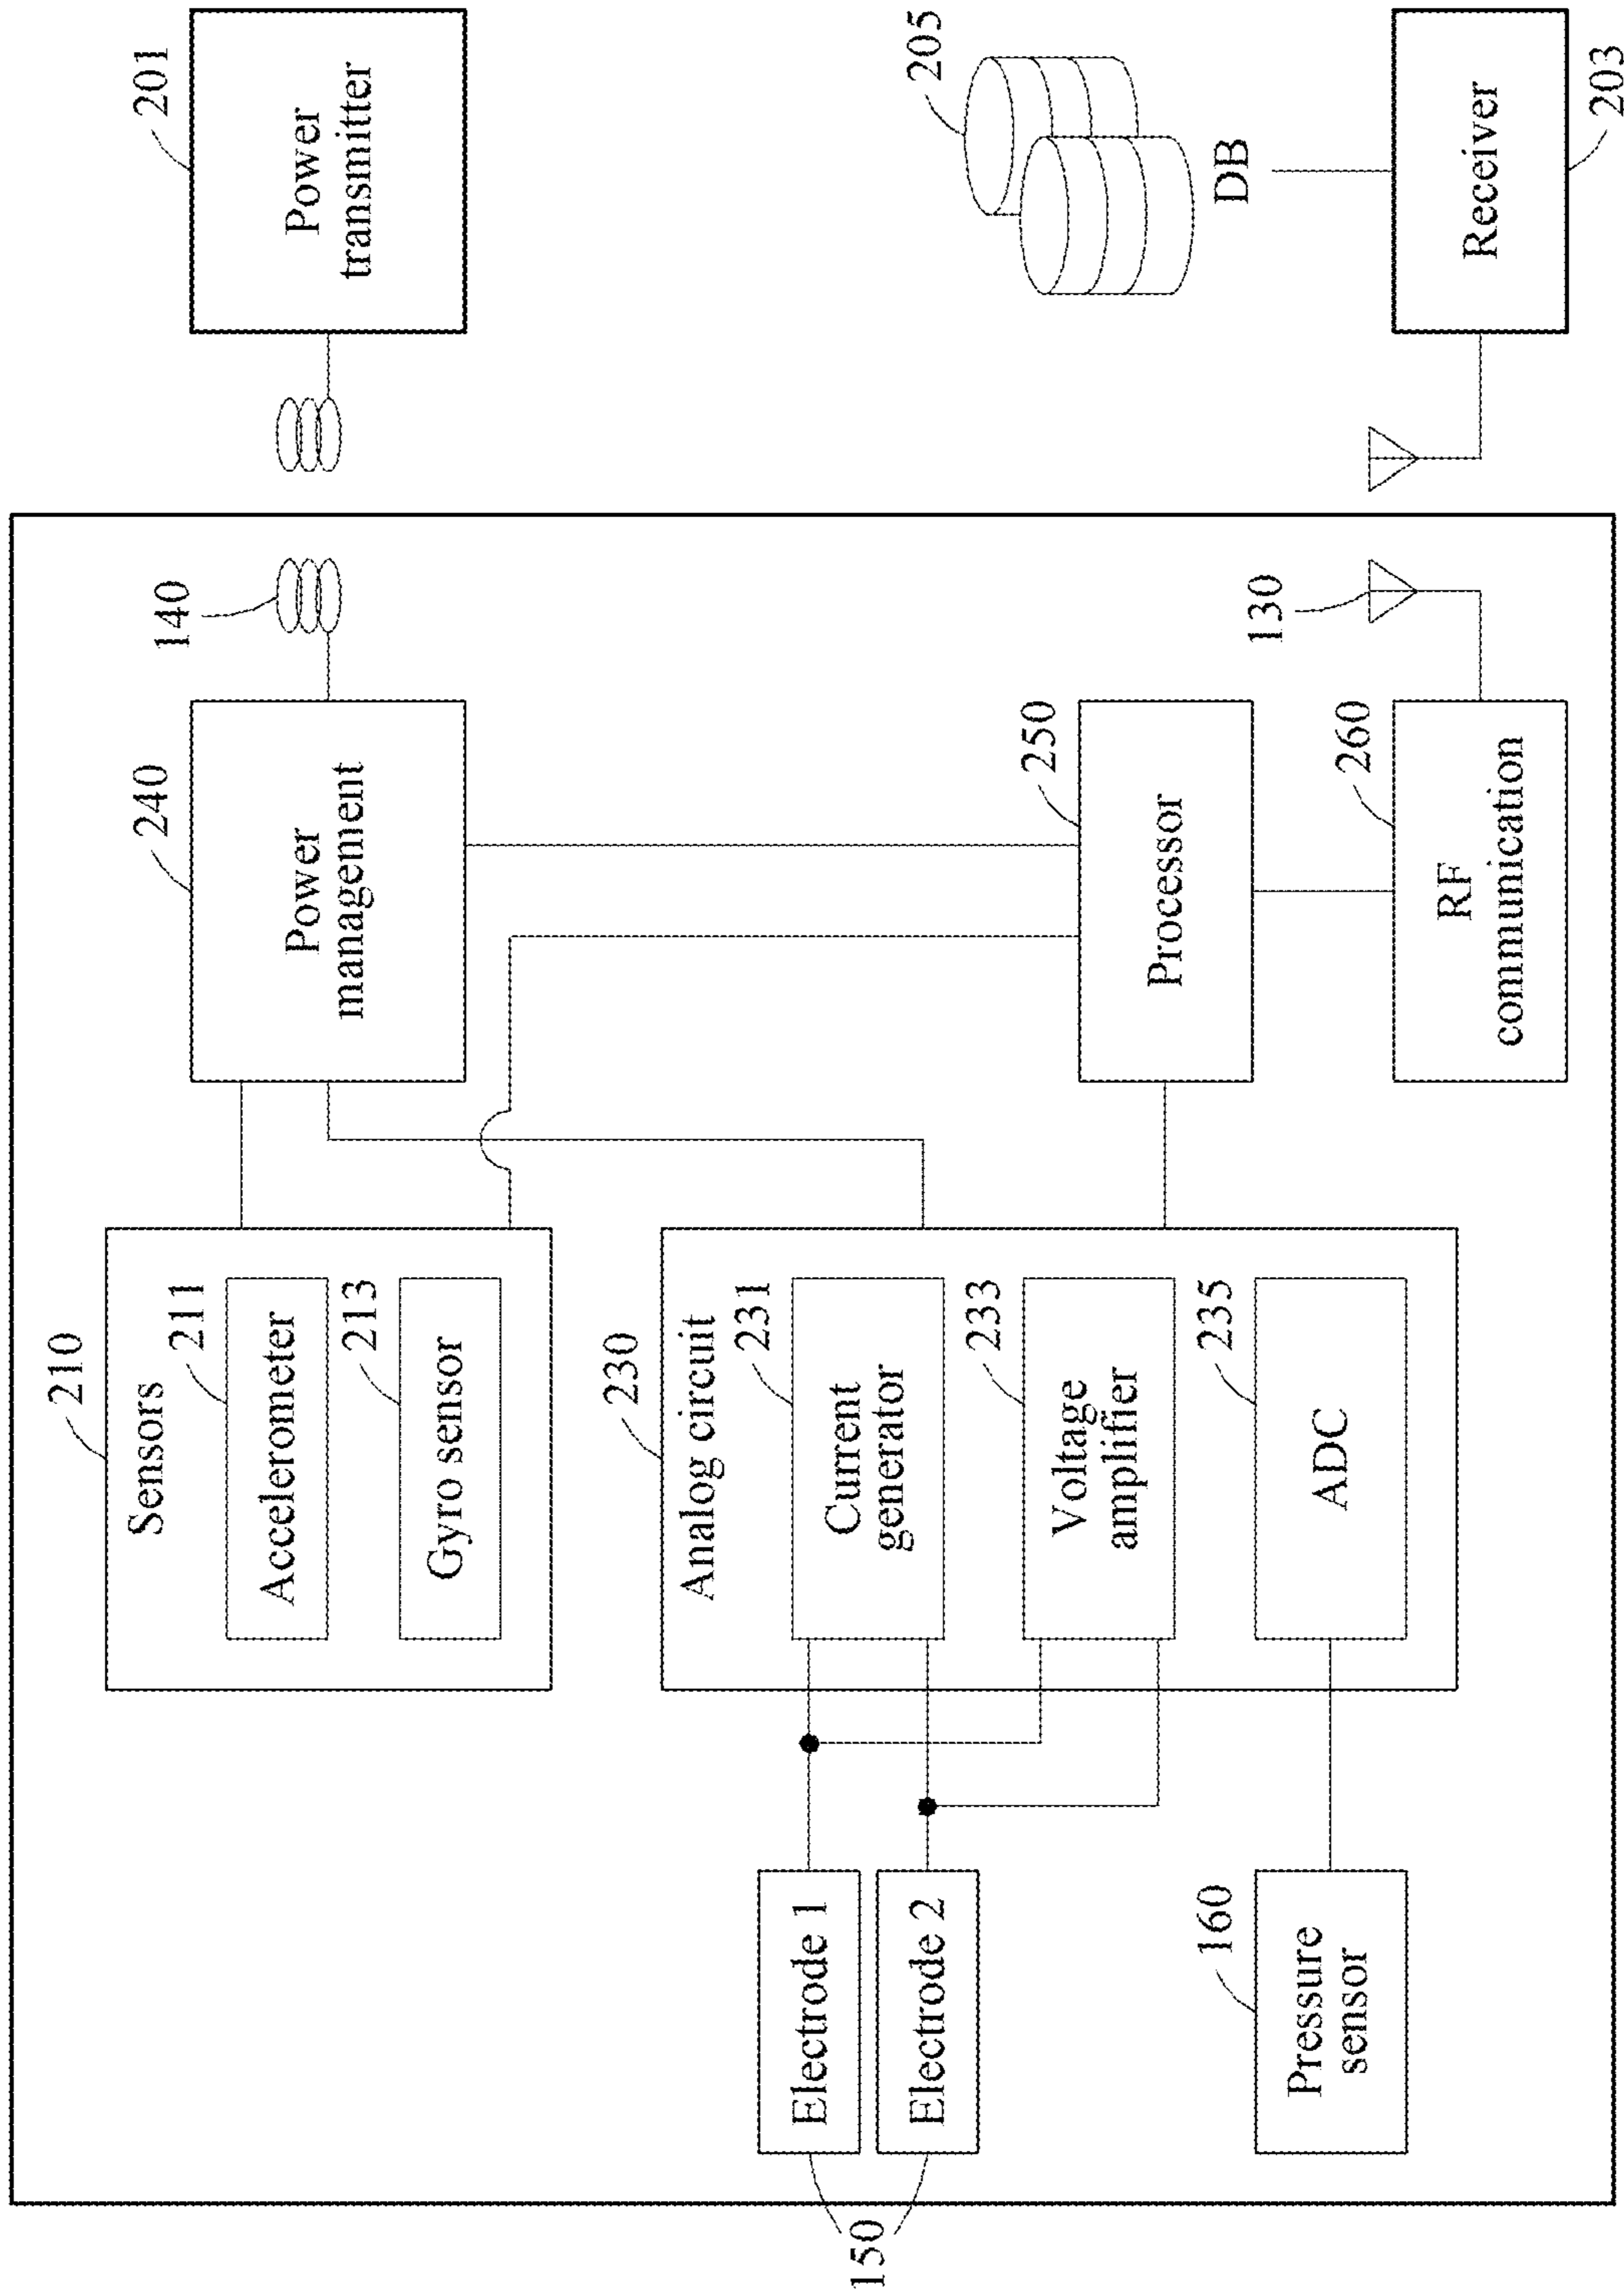 210
Sensors
211
Accelerometer
213
Gyro sensor
240
Power
management
140
201
Power
transmitter
150
Electrode 1
Electrode 2
160
Pressure
sensor
230
Analog circuit
231
Current
generator
233
Voltage
amplifier
235
ADC
250
Processor
260
RF
communication
130
205
DB
Receiver
203